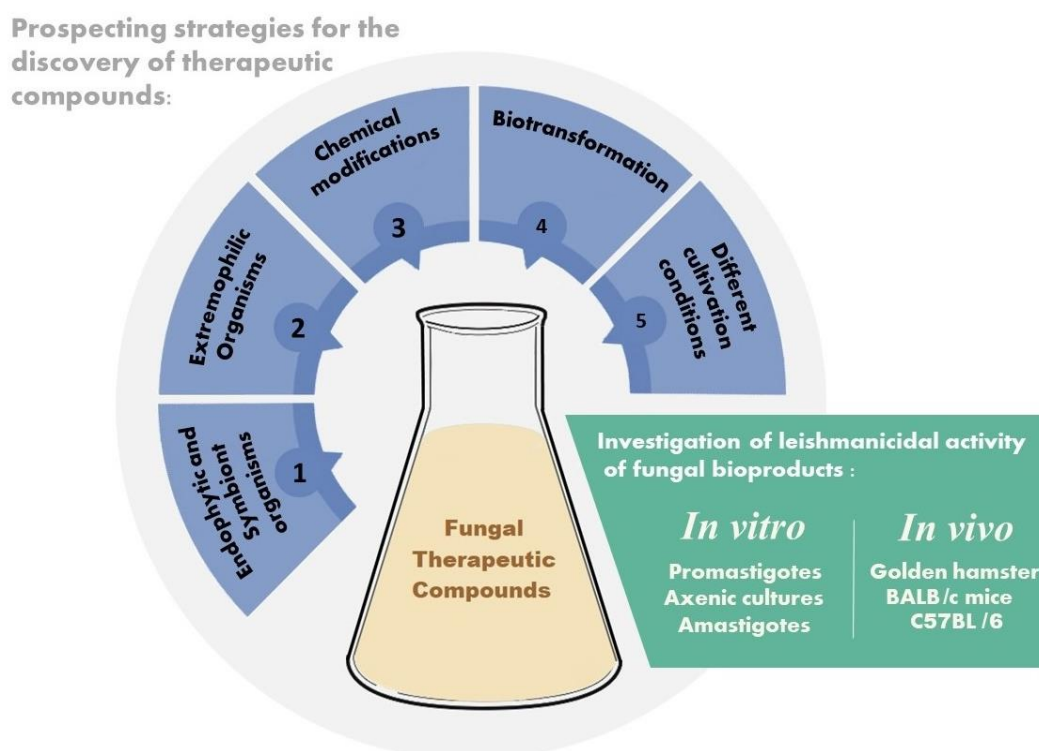 Prospecting strategies for the
discovery of therapeutic
compounds:
Endophytic and
Symbiont
organisms
1
Extremophilic
Organisms
2
Chemical
modifications
3
Biotransformation
4
Different
cultivation
conditions
5
Fungal
Therapeutic
Compounds
Investigation of leishmanicidal activity
of fungal bioproducts :
In vitro
Promastigotes
Axenic cultures
Amastigotes
In vivo
Golden hamster
BALB/c mice
C57BL/6